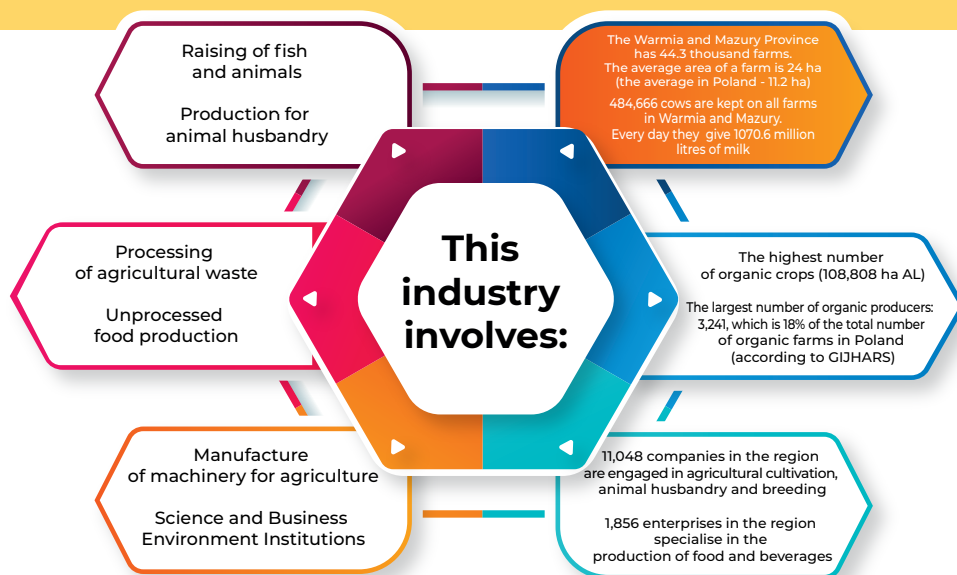 Raising of fish
and animals
Production for
animal husbandry
The Warmia and Mazury Province
has 44.3 thousand farms.
The average area of a farm is 24 ha
(the average in Poland - 11.2 ha)
484,666 cows are kept on all farms
in Warmia and Mazury.
Every day they give 1070.6 million
litres of milk
Processing
of agricultural waste
Unprocessed
food production
This
industry
involves:
The highest number
of organic crops (108,808 ha AL)
The largest number of organic producers:
3,241, which is 18% of the total number
of organic farms in Poland
(according to GIJHARS)
Manufacture
of machinery for agriculture
Science and Business
Environment Institutions
11,048 companies in the region
are engaged in agricultural cultivation,
animal husbandry and breeding
1,856 enterprises in the region
specialise in the
production of food and beverages